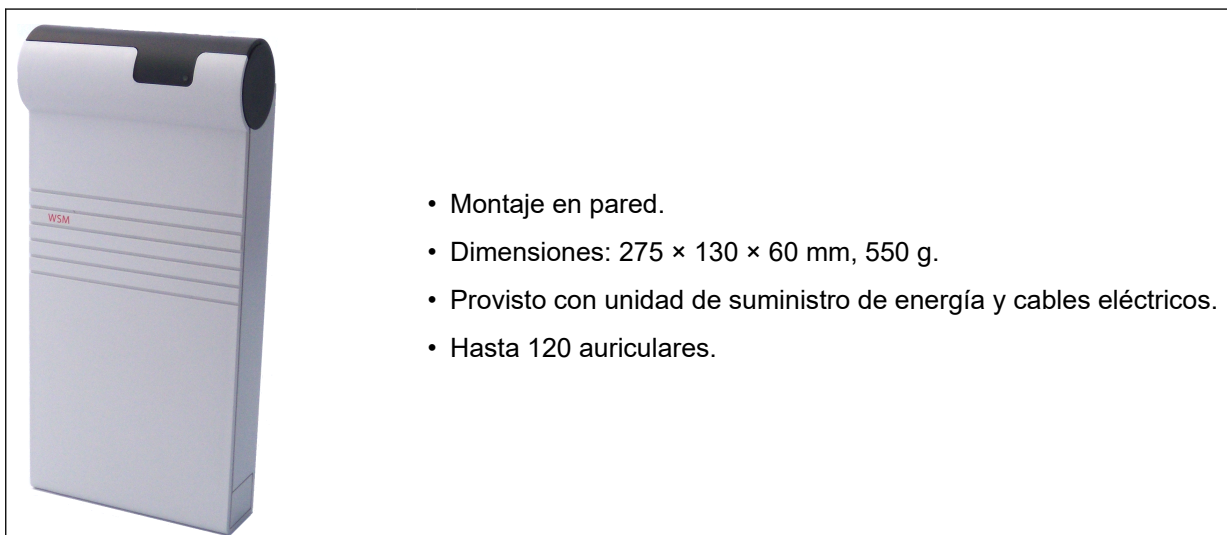 WSM
• Montaje en pared.
• Dimensiones: 275 × 130 × 60 mm, 550 g.
• Provisto con unidad de suministro de energía y cables eléctricos.
• Hasta 120 auriculares.